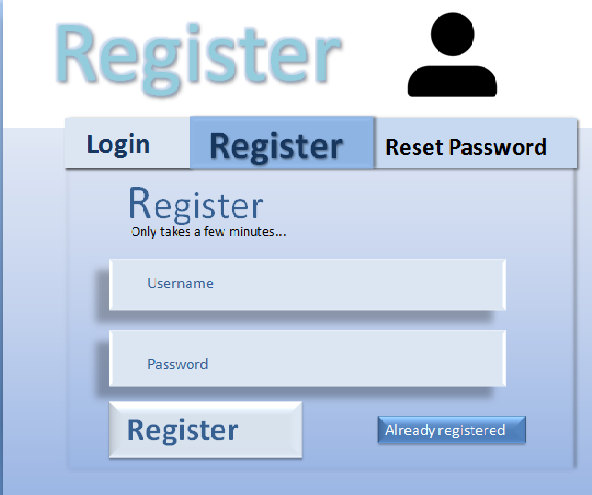 Register
Login Register Reset Password
Register
Only takes a few minutes...
Username
Password
Register Already registered